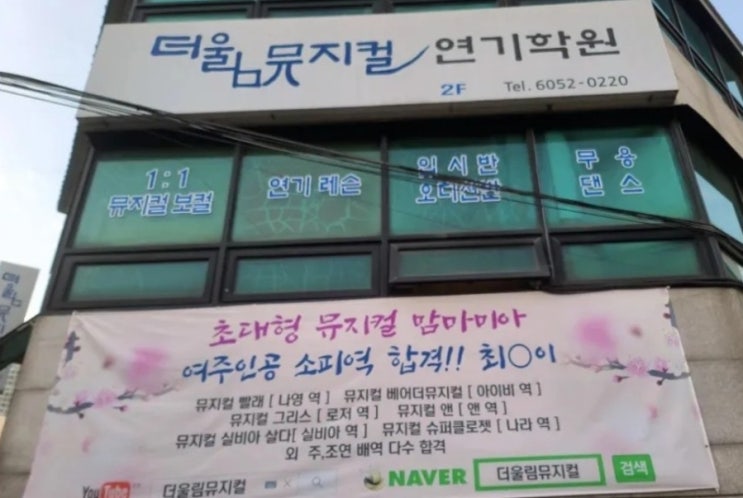 더울림뮤지컬 연기학원
2F Tel. 6052-0220
1:1
뮤지컬 보컬
연기 레슨
입시반
오디션반
무용
댄스
초대형 뮤지컬 맘마미아
여주인공 소피역 합격!! 최○이
뮤지컬 빨래 [ 나영 역 ] 뮤지컬 베어더뮤지컬 [ 아이비 역 ]
뮤지컬 그리스 [ 로저 역 ] 뮤지컬 앤 [ 앤 역 ]
뮤지컬 실비아 살다[ 실비아 역 ] 뮤지컬 슈퍼클로젯 [ 나라 역 ]
외 주,조연 배역 다수 합격
YouTube 더울림뮤지컬 NAVER 더울림뮤지컬 검색